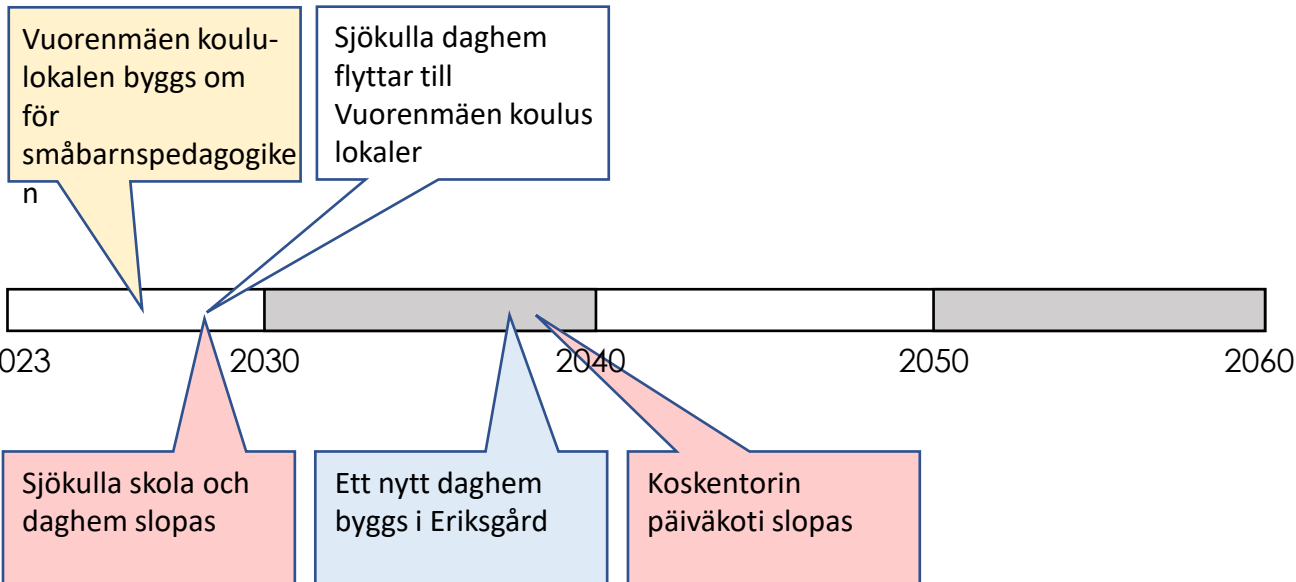 Vuorenmäen koulu-
lokalen byggs om
för
småbarnspedagogike
n
Sjökulla daghem
flyttar till
Vuorenmäen koulus
lokaler
023
2030
2040
2050
2060
Sjökulla skola och
daghem slopas
Ett nytt daghem
byggs i Eriksgård
Koskentorin
päiväkoti slopas